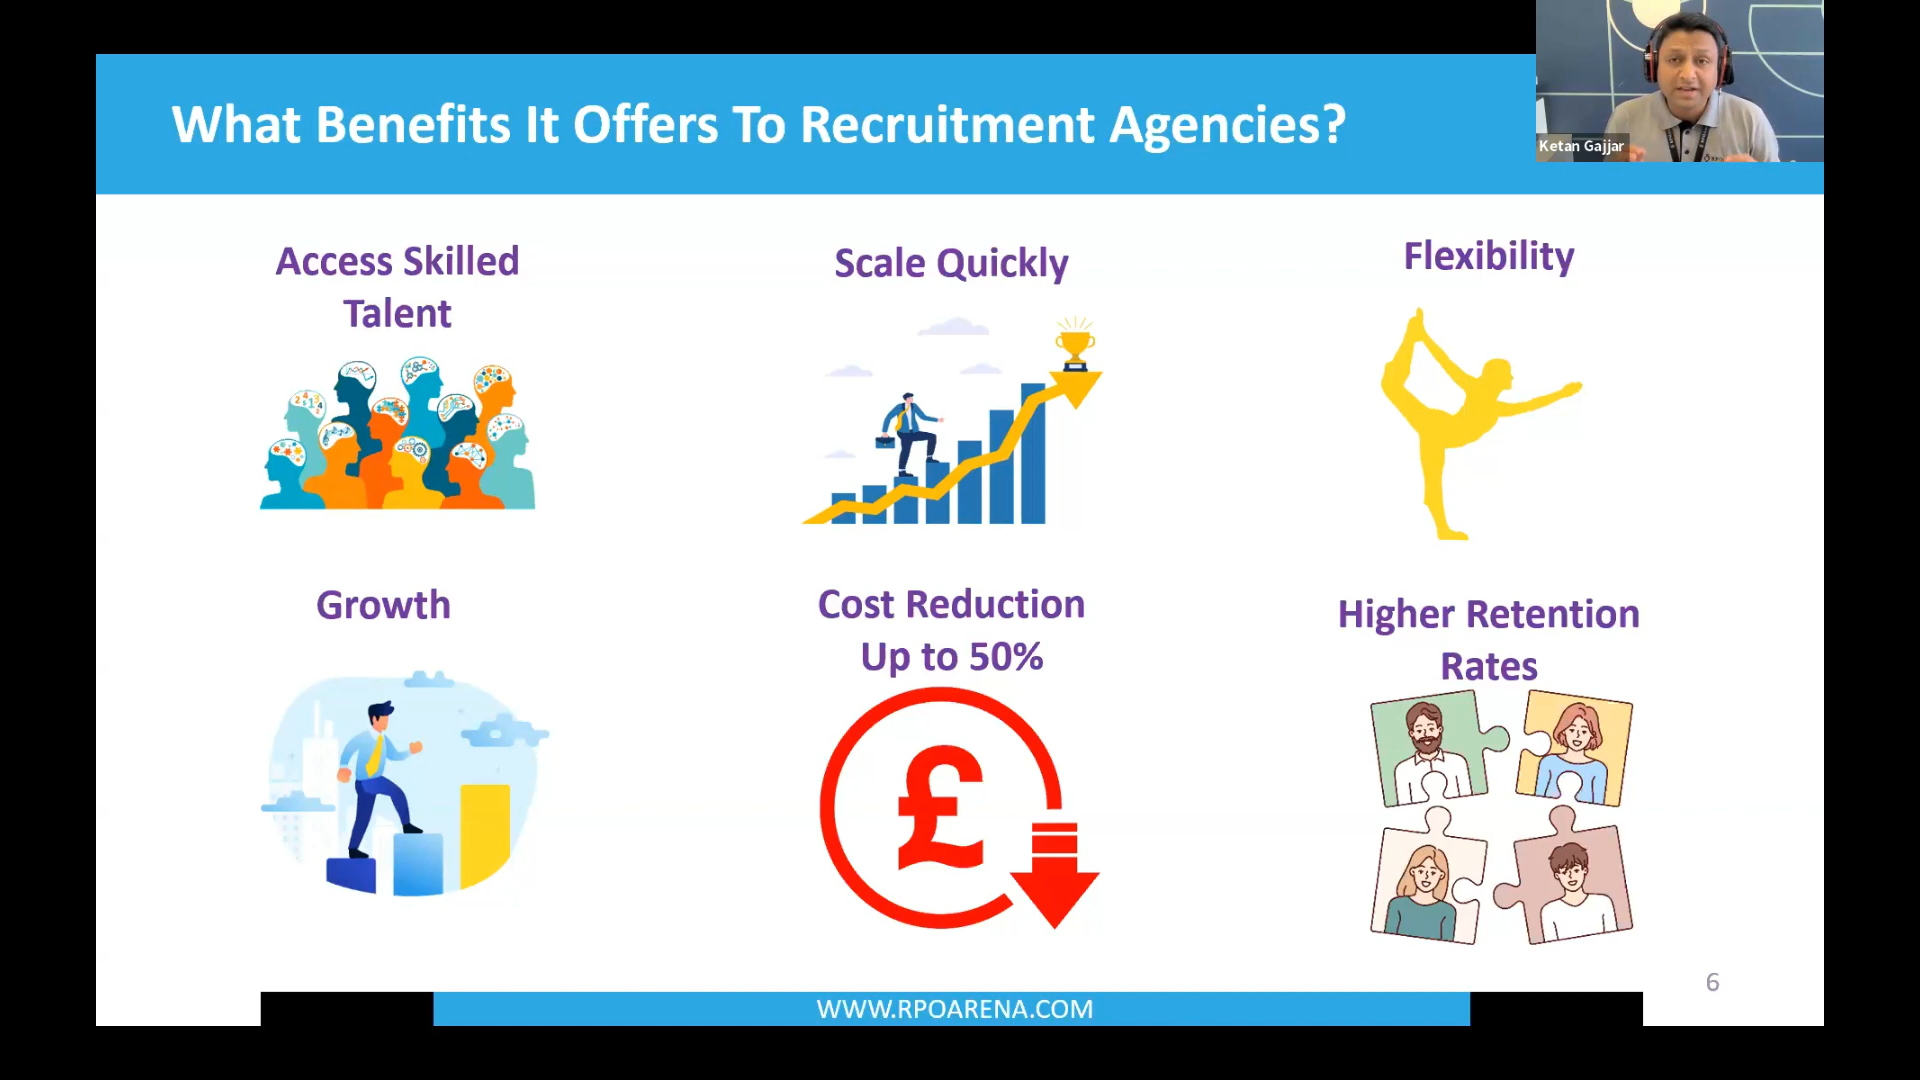 What Benefits It Offers To Recruitment Agencies?
Ketan Gajjar
Access Skilled
Talent
Scale Quickly
Flexibility
Growth
Cost Reduction
Up to 50%
Higher Retention
Rates
£
6
WWW.RPOARENA.COM